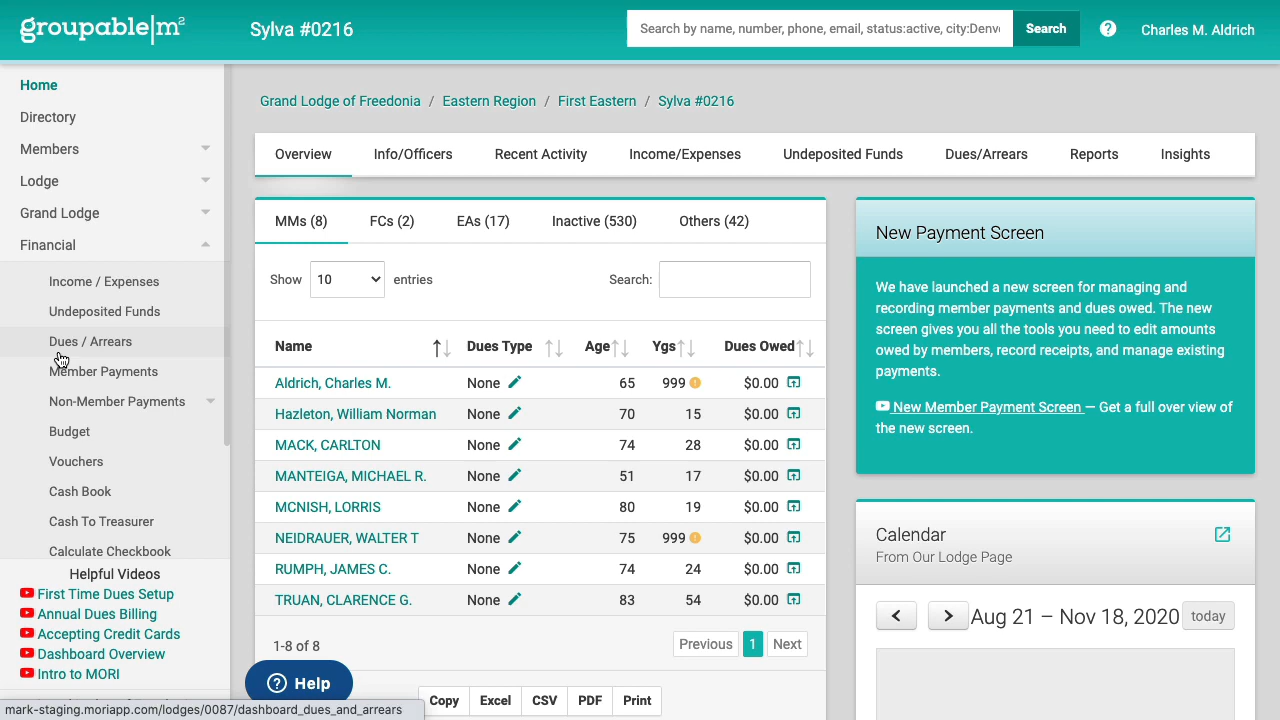 groupable|m²
Sylva #0216
Search by name, number, phone, email, status:active, city:Denv
Search
Charles M. Aldrich
Home
Directory
Members
Lodge
Grand Lodge
Financial
Income / Expenses
Undeposited Funds
Dues / Arrears
Member Payments
Non-Member Payments
Budget
Vouchers
Cash Book
Cash To Treasurer
Calculate Checkbook
Helpful Videos
First Time Dues Setup
Annual Dues Billing
Accepting Credit Cards
Dashboard Overview
Intro to MORI
mark-staging.moriapp.com/lodges/0087/dashboard_dues_and_arrears
Grand Lodge of Freedonia / Eastern Region / First Eastern / Sylva #0216
Overview Info/Officers Recent Activity Income/Expenses Undeposited Funds Dues/Arrears Reports Insights
MMs (8) FCs (2) EAs (17) Inactive (530) Others (42)
Show 10 entries Search:
Name Dues Type Age Ygs Dues Owed
Aldrich, Charles M. None 65 999 $0.00
Hazleton, William Norman None 70 15 $0.00
MACK, CARLTON None 74 28 $0.00
MANTEIGA, MICHAEL R. None 51 17 $0.00
MCNISH, LORRIS None 80 19 $0.00
NEIDRAUER, WALTER T None 75 999 $0.00
RUMPH, JAMES C. None 74 24 $0.00
TRUAN, CLARENCE G. None 83 54 $0.00
1-8 of 8 Previous 1 Next
Help
Copy Excel CSV PDF Print
New Payment Screen
We have launched a new screen for managing and
recording member payments and dues owed. The new
screen gives you all the tools you need to edit amounts
owed by members, record receipts, and manage existing
payments.
New Member Payment Screen – Get a full over view of
the new screen.
Calendar
From Our Lodge Page
Aug 21 – Nov 18, 2020 today